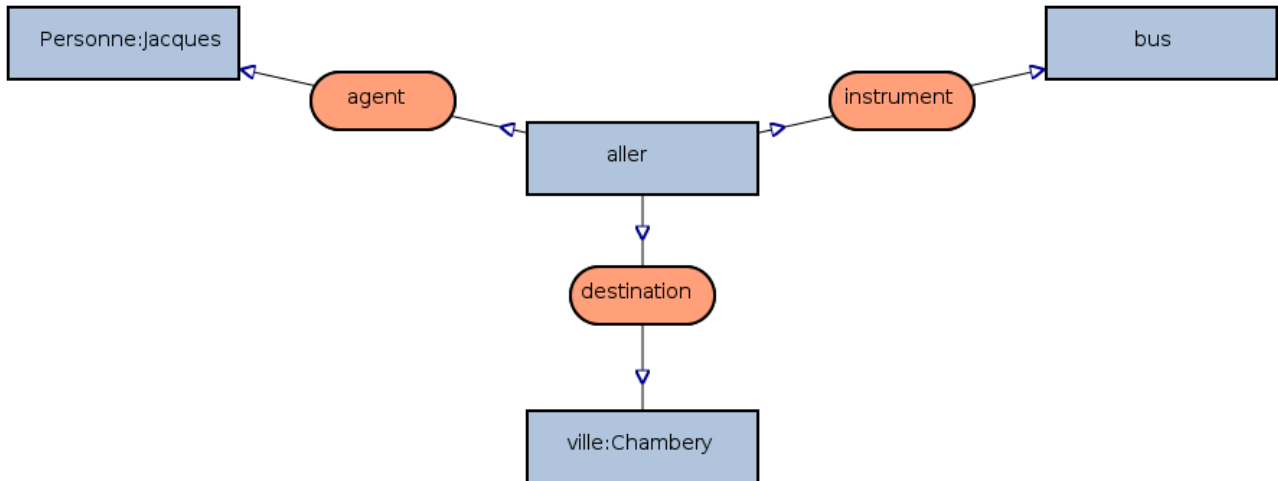 Personne:Jacques
bus
agent
instrument
aller
destination
ville:Chambery